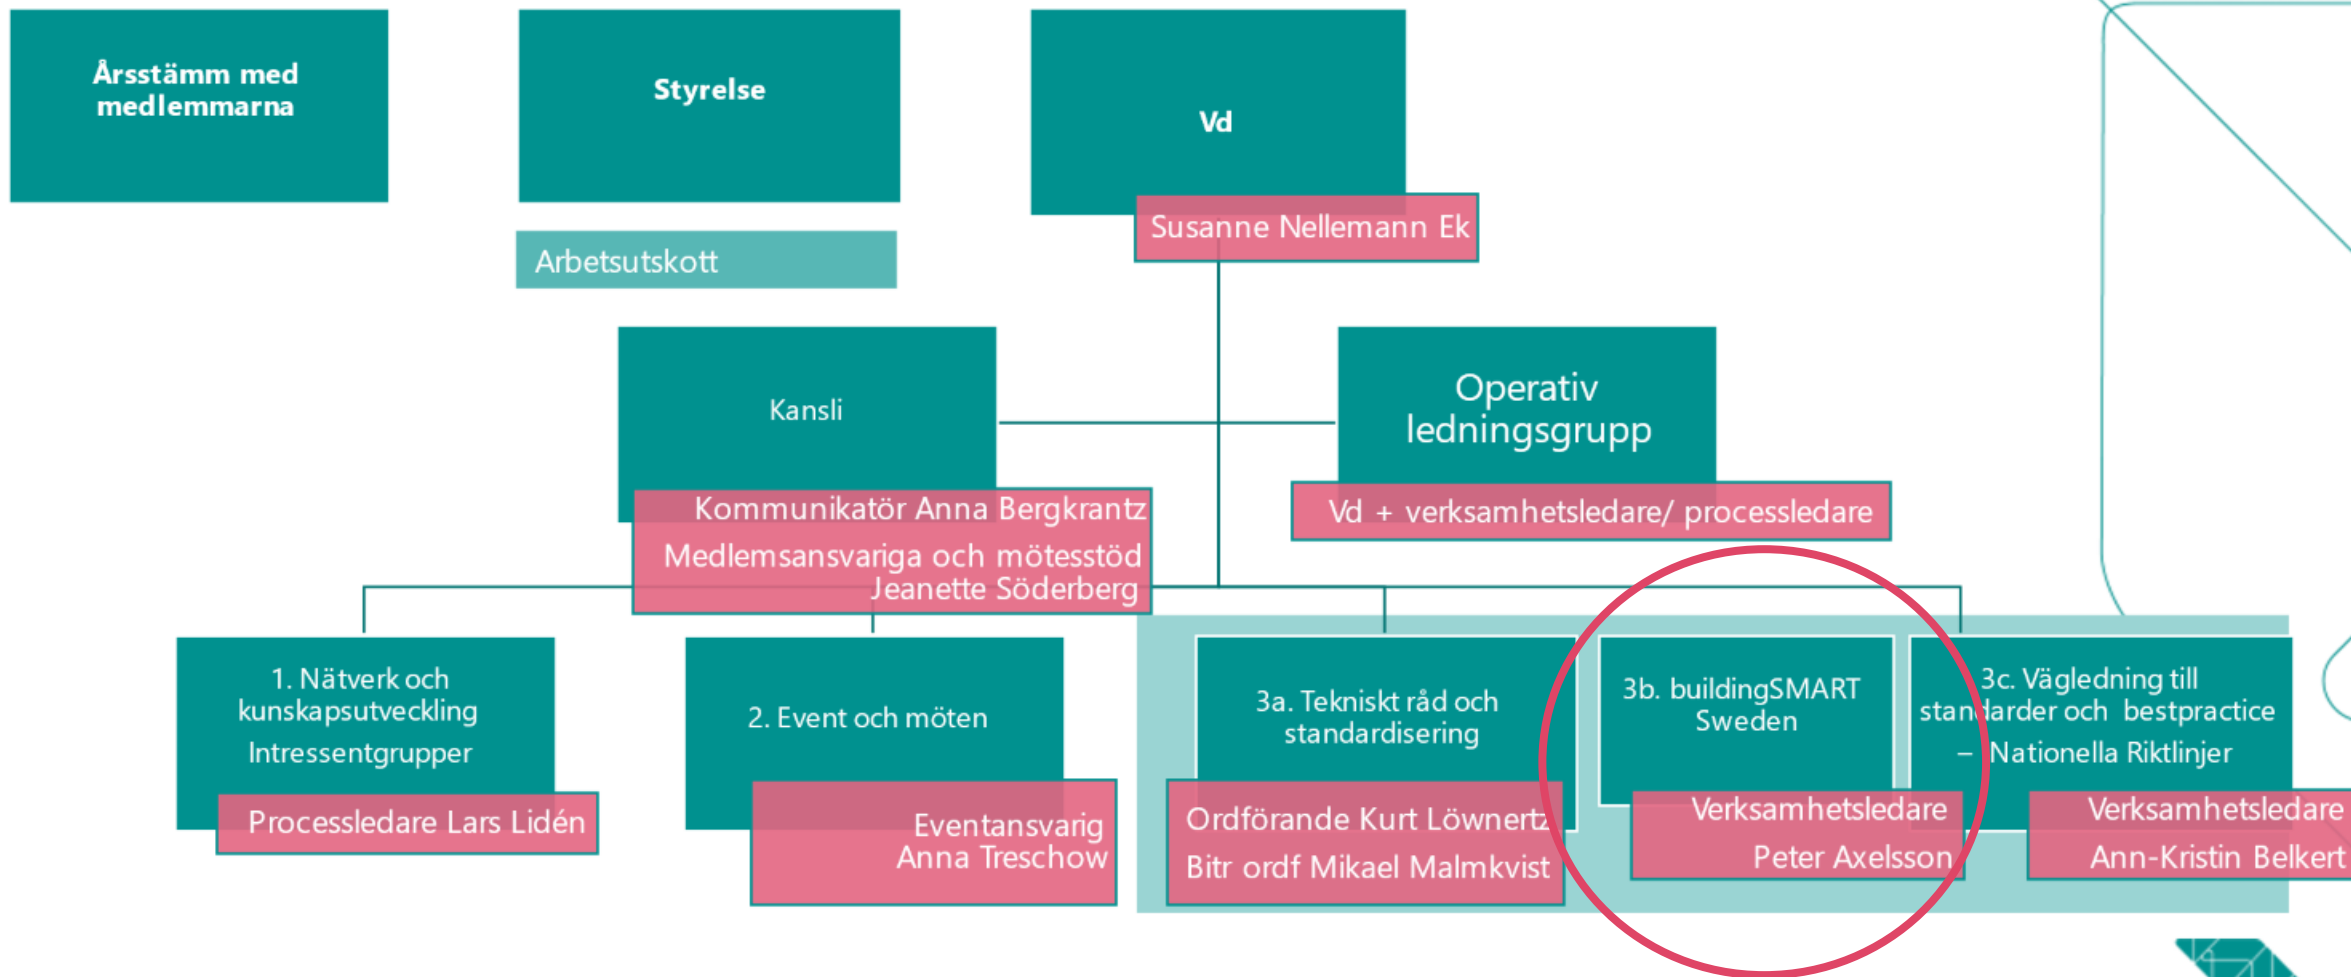 Årsstämm med
medlemmarna
Styrelse
Vd
Susanne Nellemann Ek
Arbetsutskott
Kansli
Operativ
ledningsgrupp
Kommunikatör Anna Bergkrantz
Medlemsansvariga och mötesstöd
Jeanette Söderberg
Vd + verksamhetsledare/ processledare
1. Nätverk och
kunskapsutveckling
Intressentgrupper
Processledare Lars Lidén
2. Event och möten
Eventansvarig
Anna Treschow
3a. Tekniskt råd och
standardisering
Ordförande Kurt Löwnertz
Bitr ordf Mikael Malmkvist
3b. buildingSMART
Sweden
Verksamhetsledare
Peter Axelsson
3c. Vägledning till
standarder och bestpractice
– Nationella Riktlinjer
Verksamhetsledare
Ann-Kristin Belkert